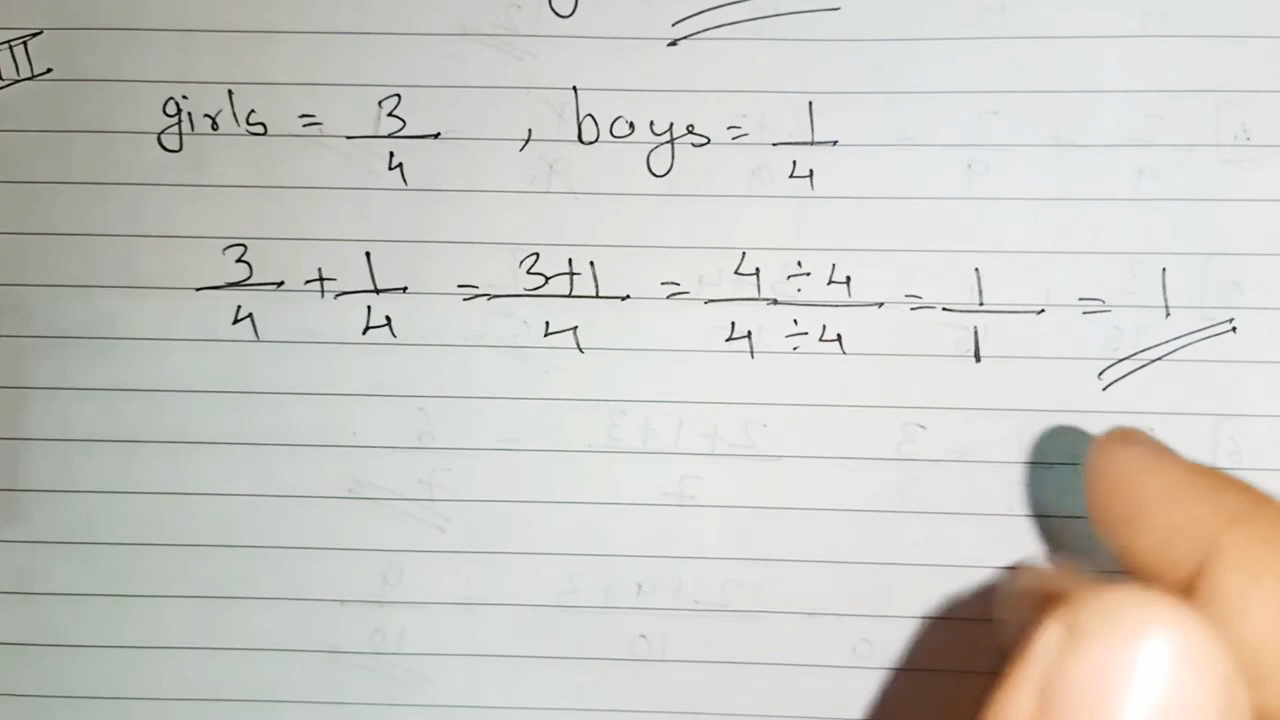 III
girls = 3/4 , boys = 1/4
3/4 + 1/4 = 3+1/4 = 4÷4/4÷4 = 1/1 = 1